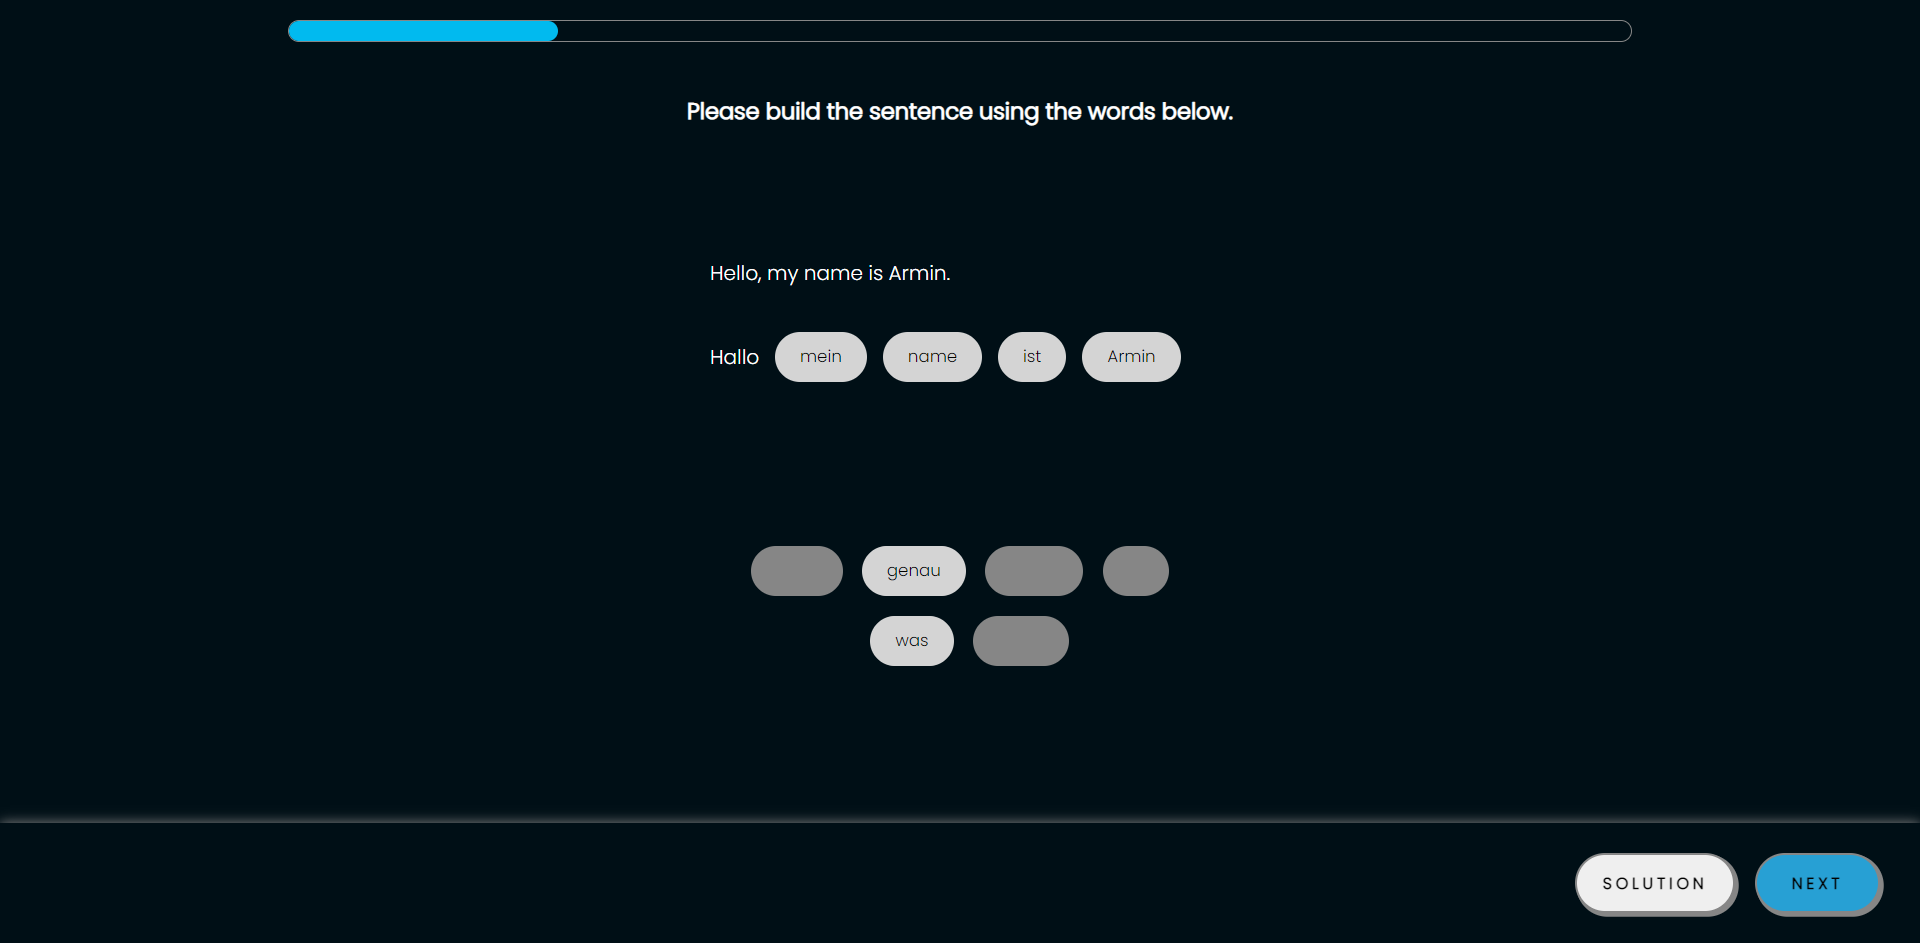 Please build the sentence using the words below.
Hello, my name is Armin.
Hallo mein name ist Armin
genau
was
SOLUTION NEXT